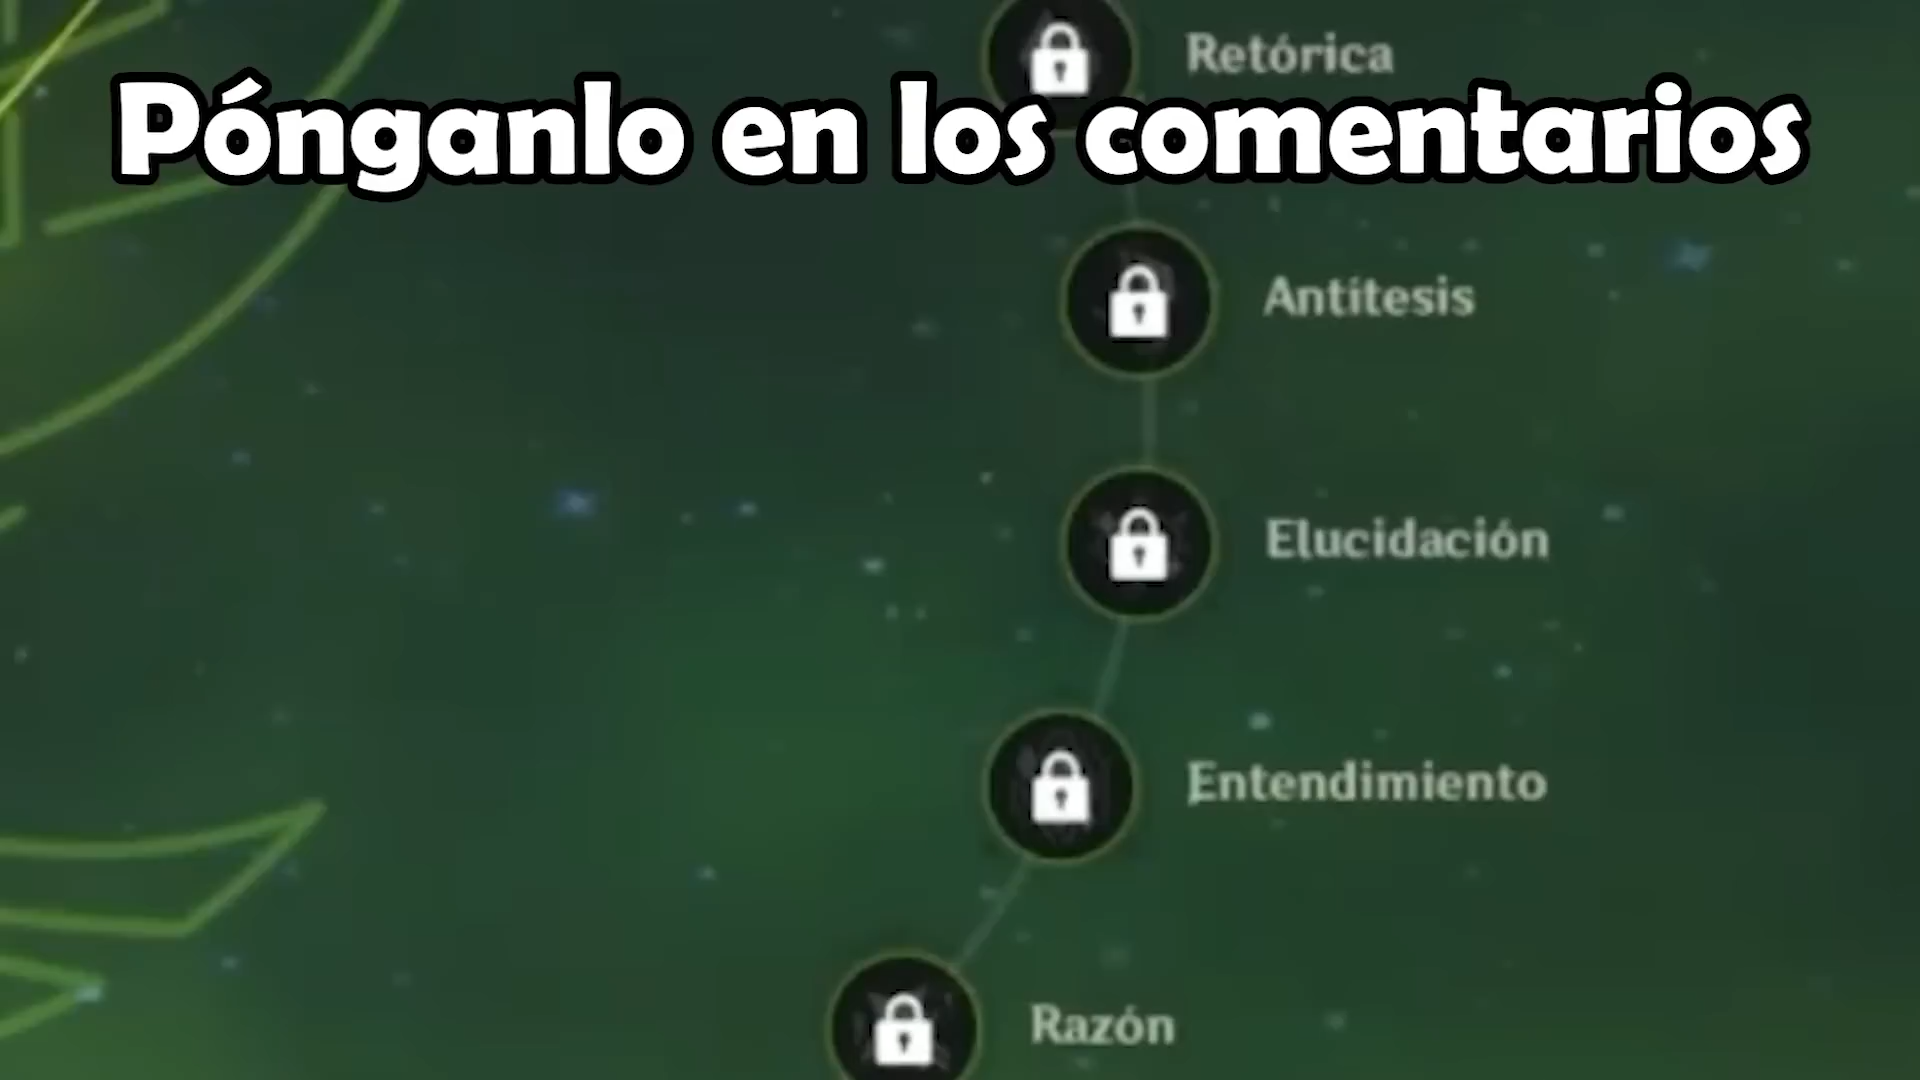 Retórica
Pónganlo en los comentarios
Antítesis
Elucidación
Entendimiento
Razón